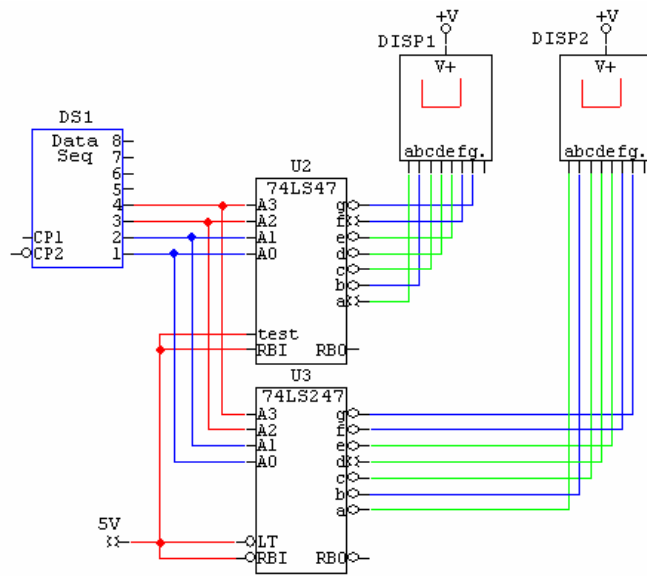 +V
+V
DISP1
DISP2
V+
V+
DS1
Data 8
Seq 7
6
5
4
3
CP1 2
CP2 1
abcdefg.
abcdefg.
U2
74LS47
A3 g
A2 f
A1 e
A0 d
c
b
a
test
RBI RBO
U3
74LS247
A3 g
A2 f
A1 e
A0 d
c
b
a
5V
LT
RBI RBO